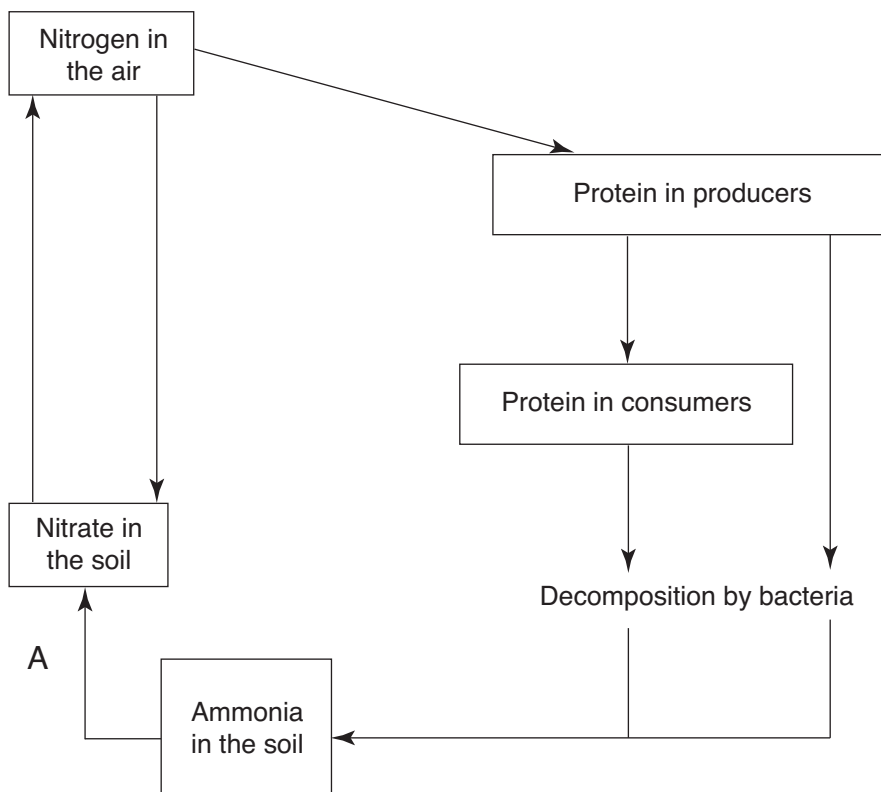 Nitrogen in
the air
Protein in producers
Protein in consumers
Nitrate in
the soil
Decomposition by bacteria
A
Ammonia
in the soil